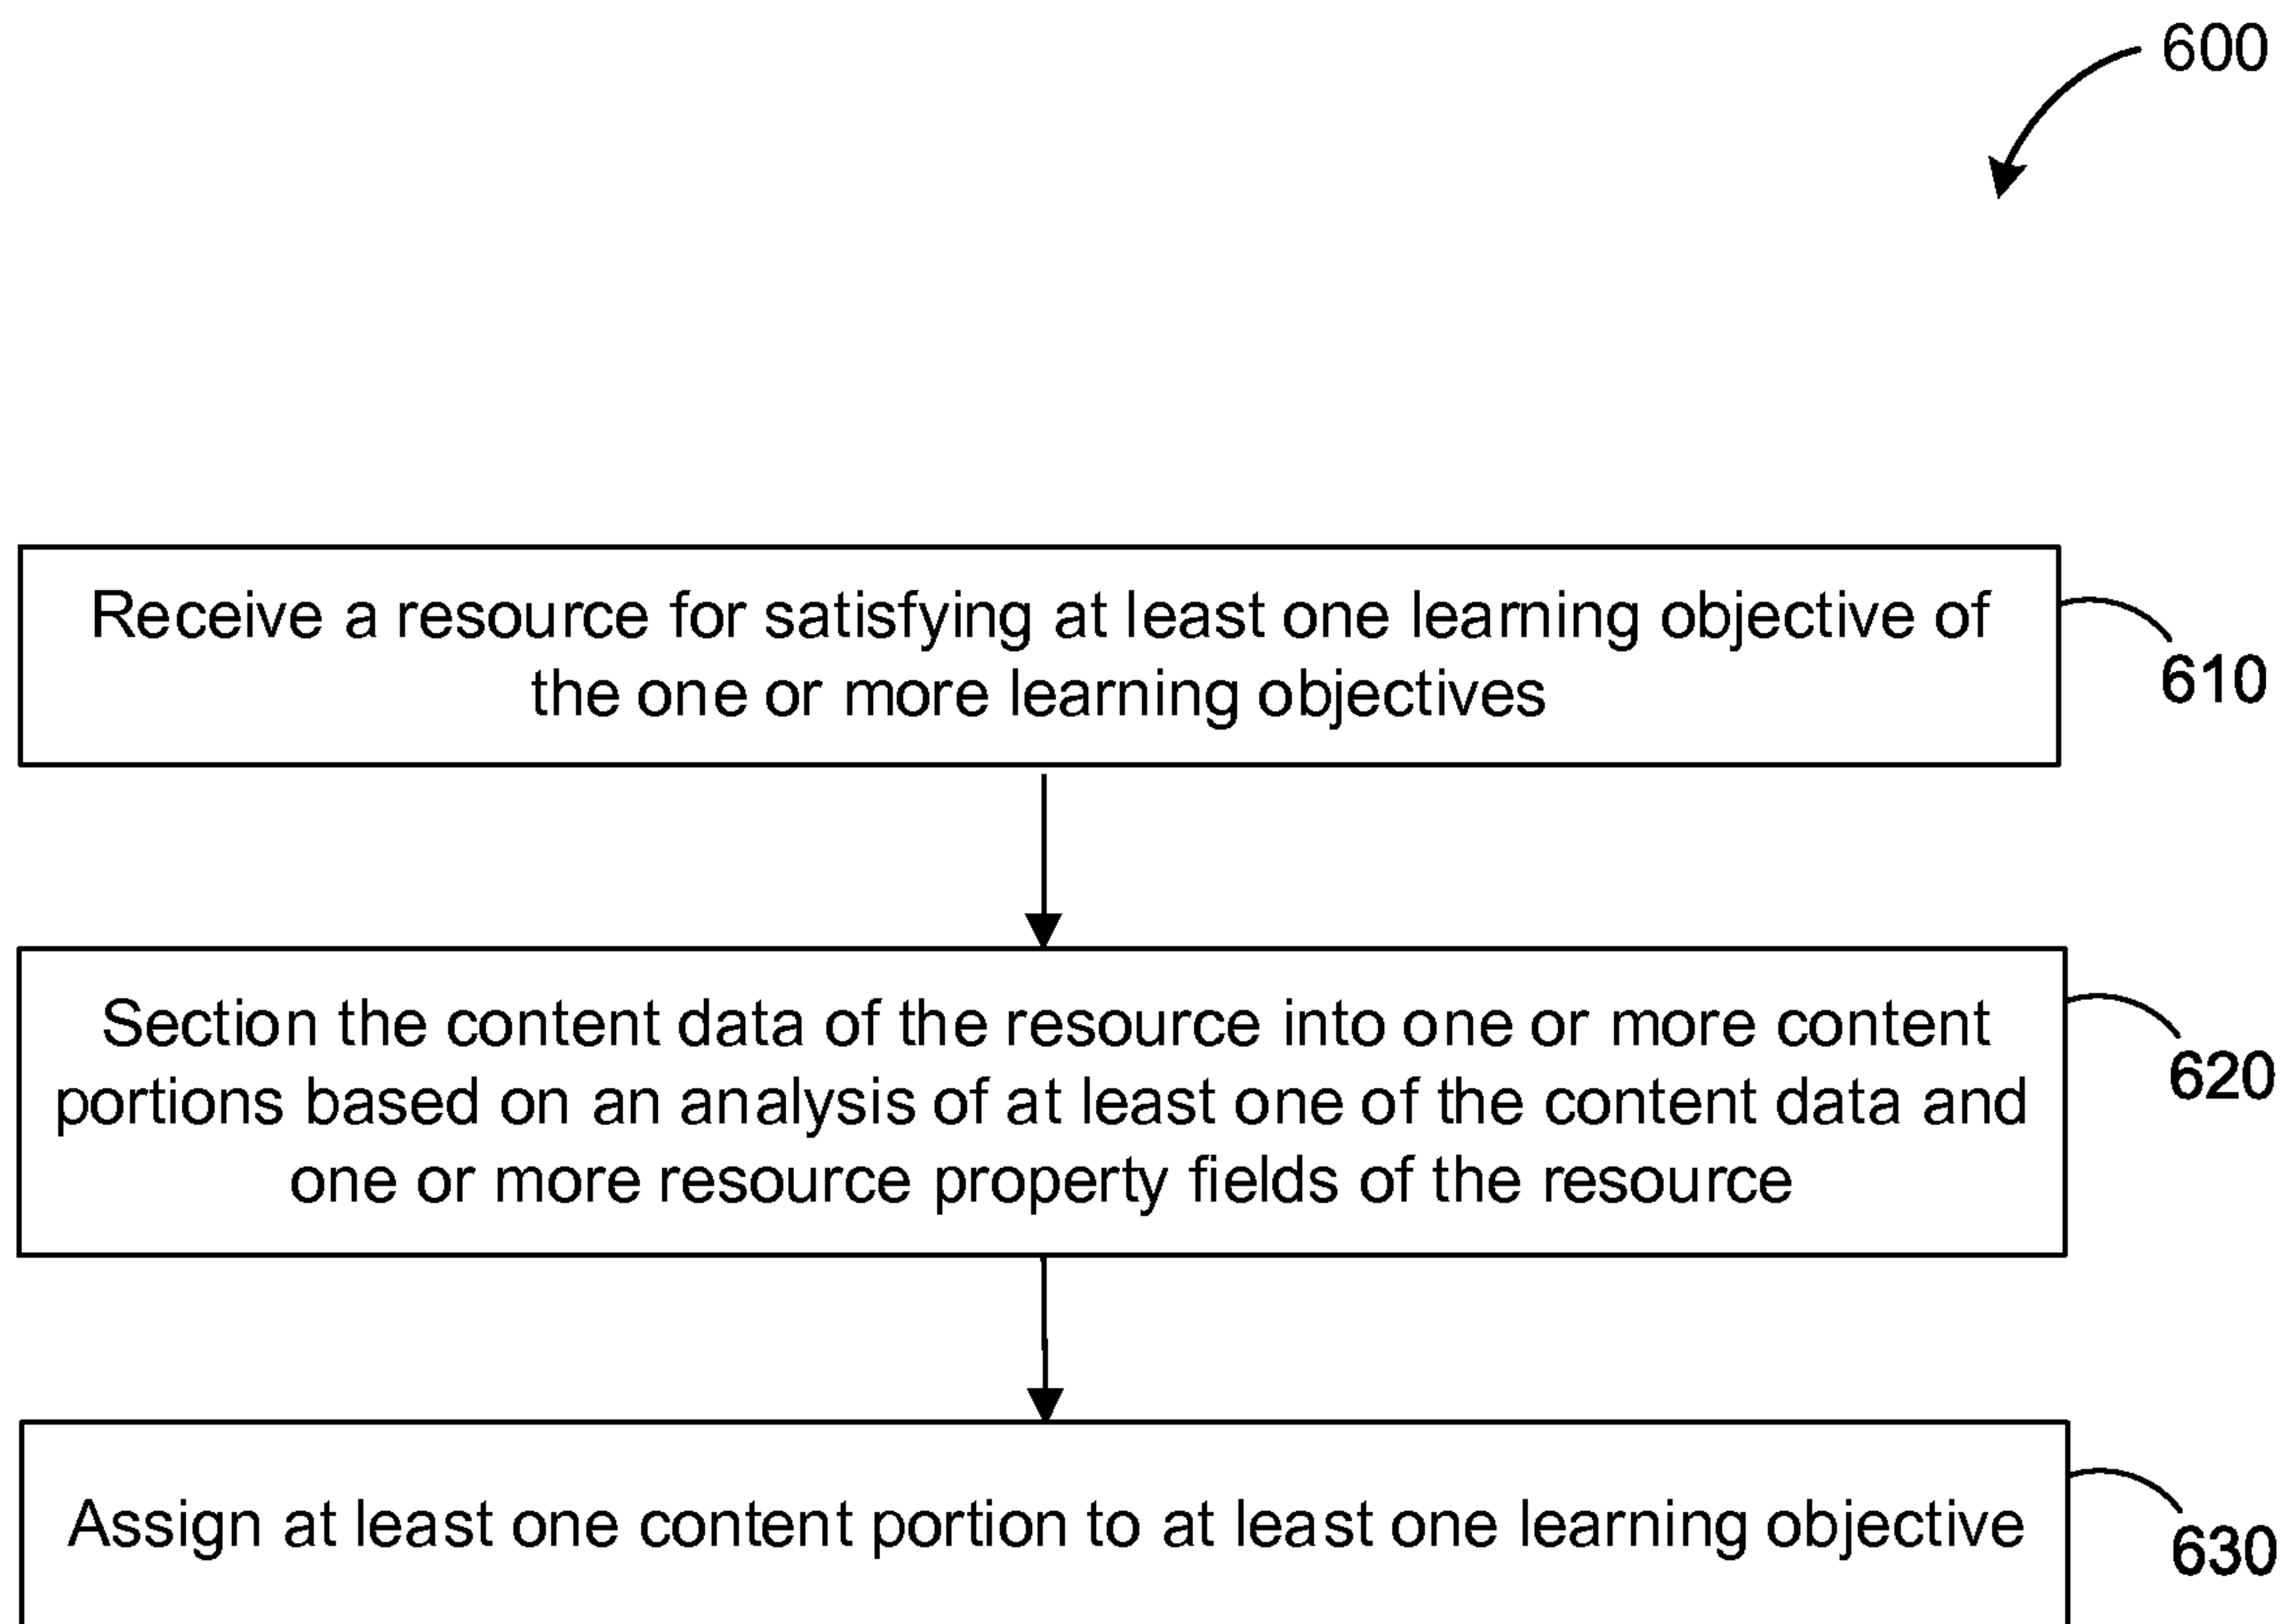 600
Receive a resource for satisfying at least one learning objective of
the one or more learning objectives
610
Section the content data of the resource into one or more content
portions based on an analysis of at least one of the content data and
one or more resource property fields of the resource
620
Assign at least one content portion to at least one learning objective
630